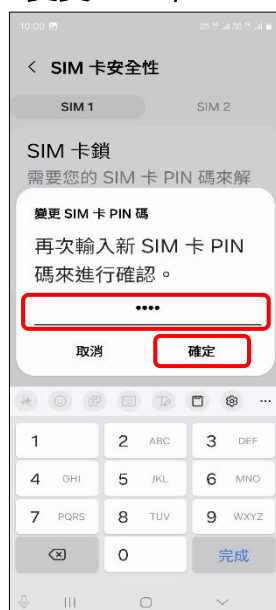 10:00
< SIM 卡安全性
SIM 1
SIM 2
SIM 卡鎖
需要您的 SIM 卡 PIN 碼來解
變更 SIM 卡 PIN 碼
再次輸入新 SIM 卡 PIN
碼來進行確認。
••••
取消
確定
1
2 ABC
3 DEF
4 GHI
5 JKL
6 MNO
7 PQRS
8 TUV
9 WXYZ
0
完成